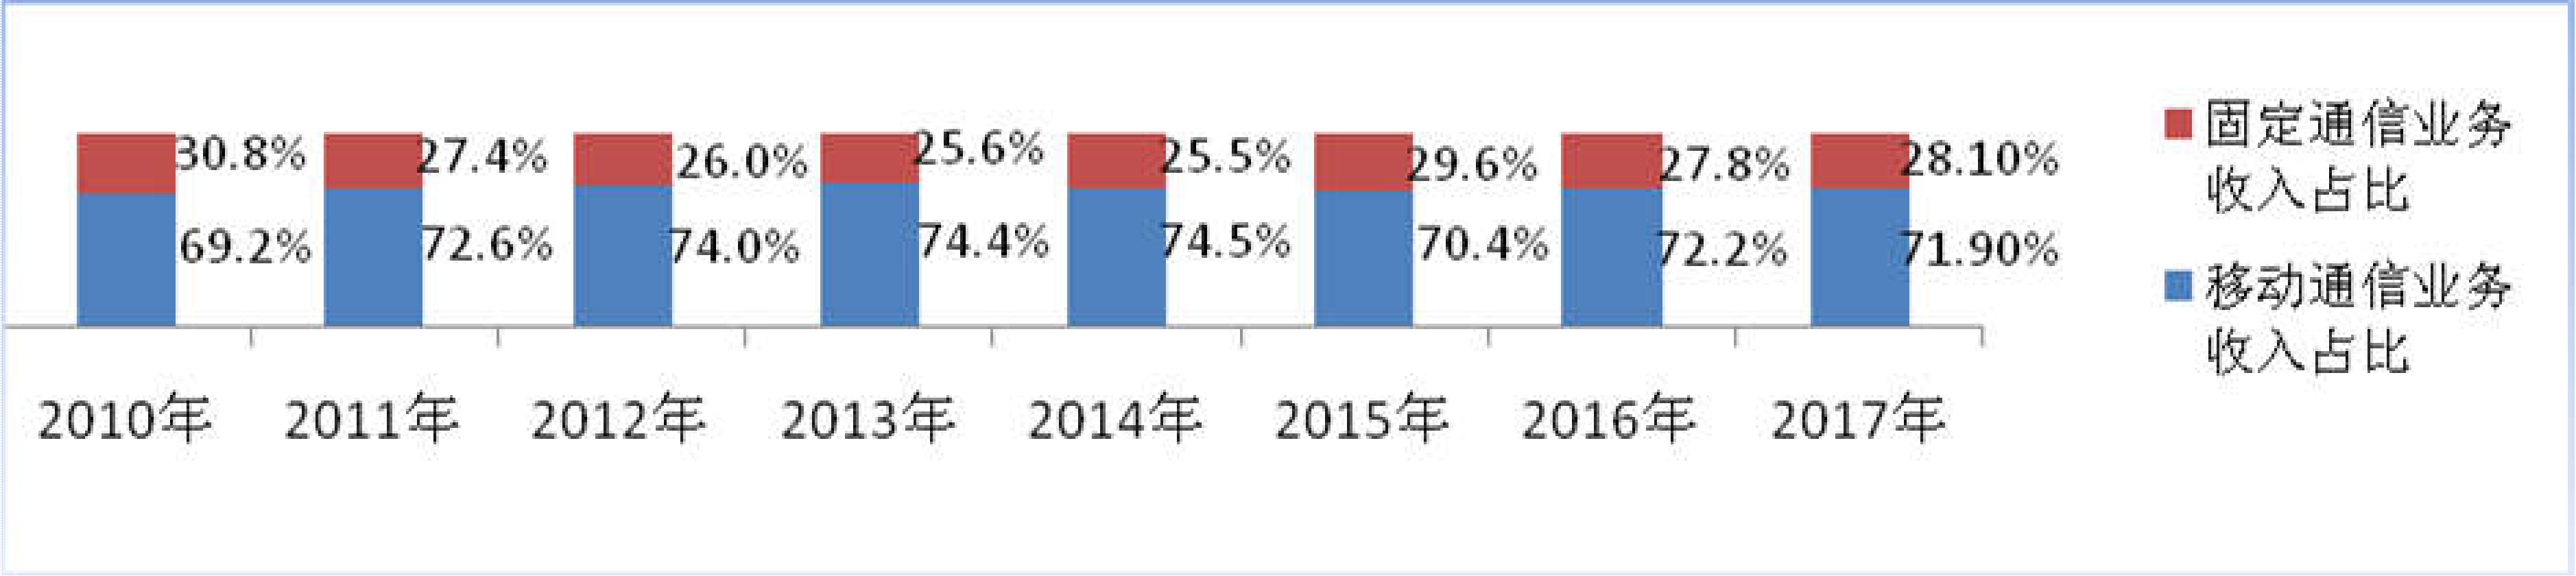 30.8% 27.4% 26.0% 25.6% 25.5% 29.6% 27.8% 28.10%
69.2% 72.6% 74.0% 74.4% 74.5% 70.4% 72.2% 71.90%
2010年 2011年 2012年 2013年 2014年 2015年 2016年 2017年
固定通信业务
收入占比
移动通信业务
收入占比